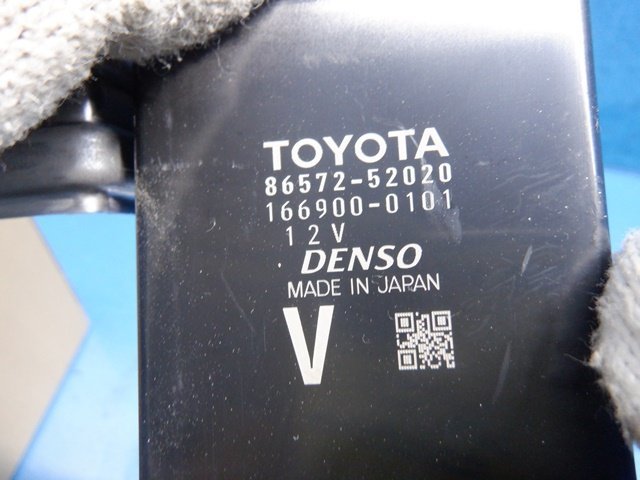 TOYOTA
86572-52020
166900-0101
12V
DENSO
MADE IN JAPAN
V